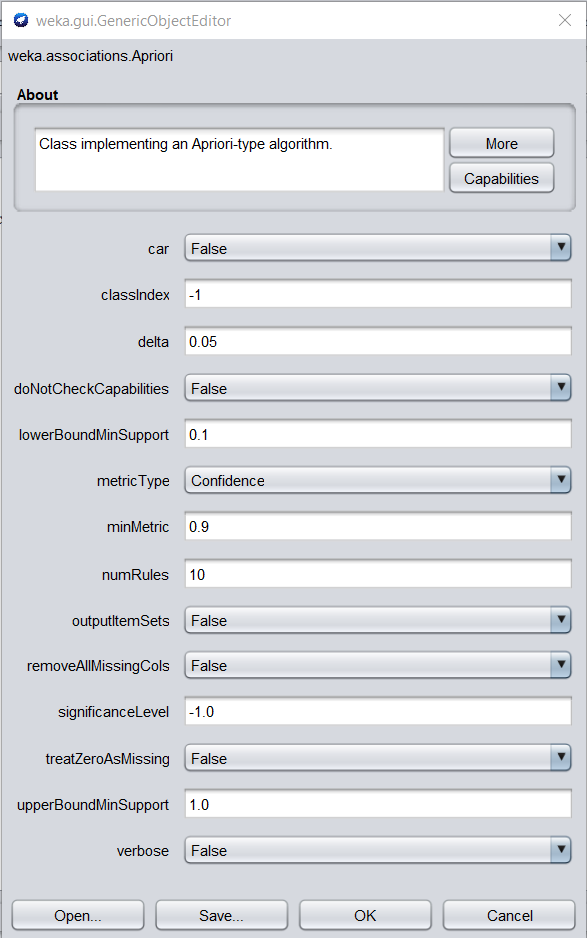 weka.gui.GenericObjectEditor
weka.associations.Apriori
About
Class implementing an Apriori-type algorithm.
More
Capabilities
car False
classIndex -1
delta 0.05
doNotCheckCapabilities False
lowerBoundMinSupport 0.1
metricType Confidence
minMetric 0.9
numRules 10
outputItemSets False
removeAllMissingCols False
significanceLevel -1.0
treatZeroAsMissing False
upperBoundMinSupport 1.0
verbose False
Open... Save... OK Cancel